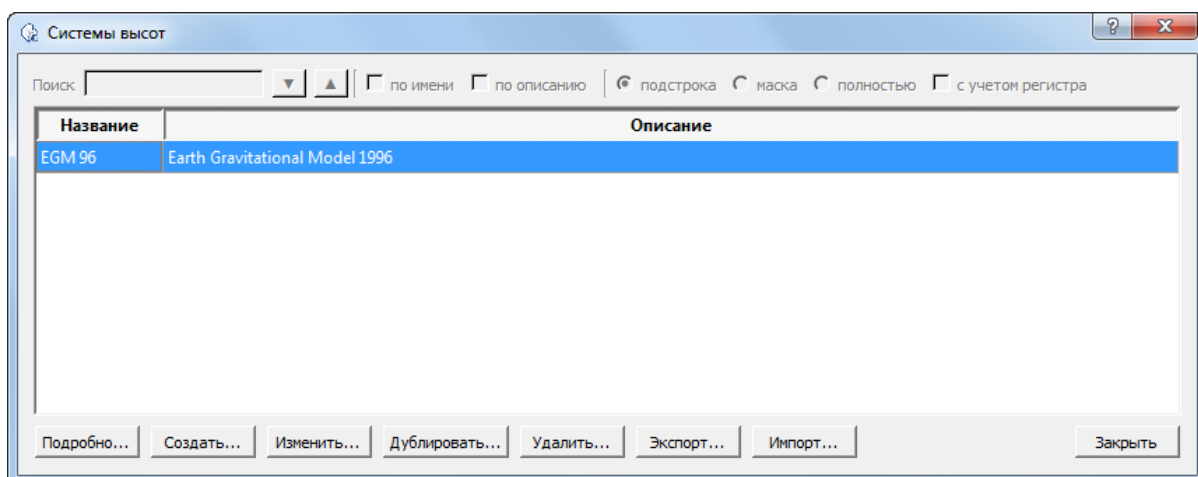 Системы высот
Поиск по имени по описанию подстрока маска полностью с учетом регистра
Название Описание
EGM 96 Earth Gravitational Model 1996
Подробно... Создать... Изменить... Дублировать... Удалить... Экспорт... Импорт... Закрыть